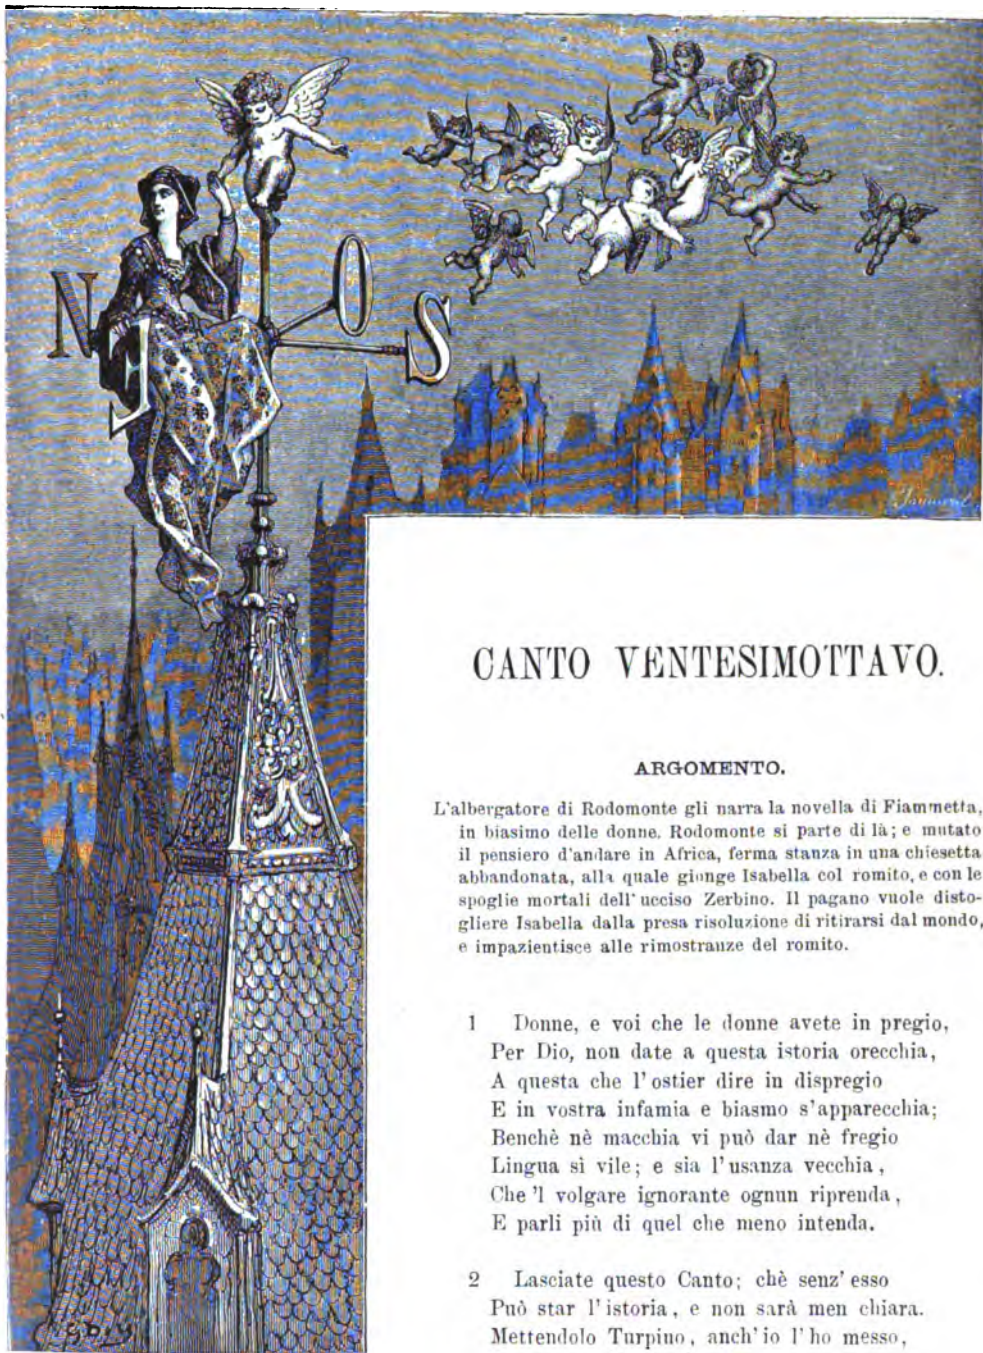 N
E
O
S
CANTO VENTESIMOTTAVO.
ARGOMENTO.
L'albergatore di Rodomonte gli narra la novella di Fiammetta,
in biasimo delle donne. Rodomonte si parte di là; e mutato
il pensiero d'andare in Africa, ferma stanza in una chiesetta
abbandonata, alla quale giunge Isabella col romito, e con le
spoglie mortali dell'ucciso Zerbino. Il pagano vuole disto-
gliere Isabella dalla presa risoluzione di ritirarsi dal mondo,
e impazientisce alle rimostranze del romito.
1 Donne, e voi che le donne avete in pregio,
Per Dio, non date a questa istoria orecchia,
A questa che l'ostier dire in dispregio
E in vostra infamia e biasmo s'apparecchia;
Benchè nè macchia vi può dar nè fregio
Lingua sì vile; e sia l'usanza vecchia,
Che 'l volgare ignorante ognun riprenda,
E parli più di quel che meno intenda.
2 Lasciate questo Canto; chè senz'esso
Può star l'istoria, e non sarà men chiara.
Mettendolo Turpino, anch'io l'ho messo,